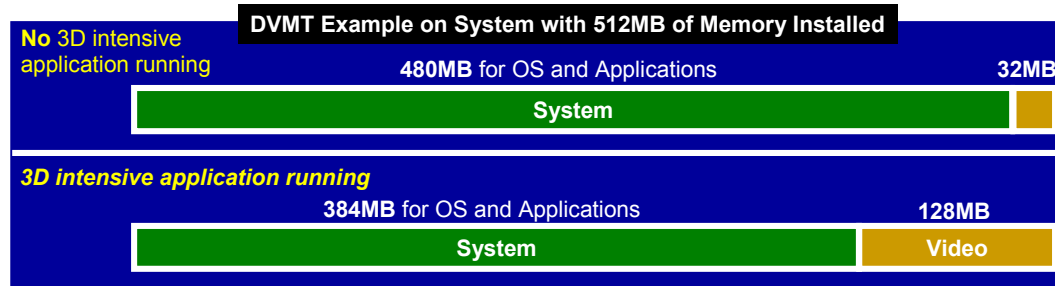 DVMT Example on System with 512MB of Memory Installed
No 3D intensive
application running
480MB for OS and Applications
32MB
System
3D intensive application running
384MB for OS and Applications
128MB
System
Video